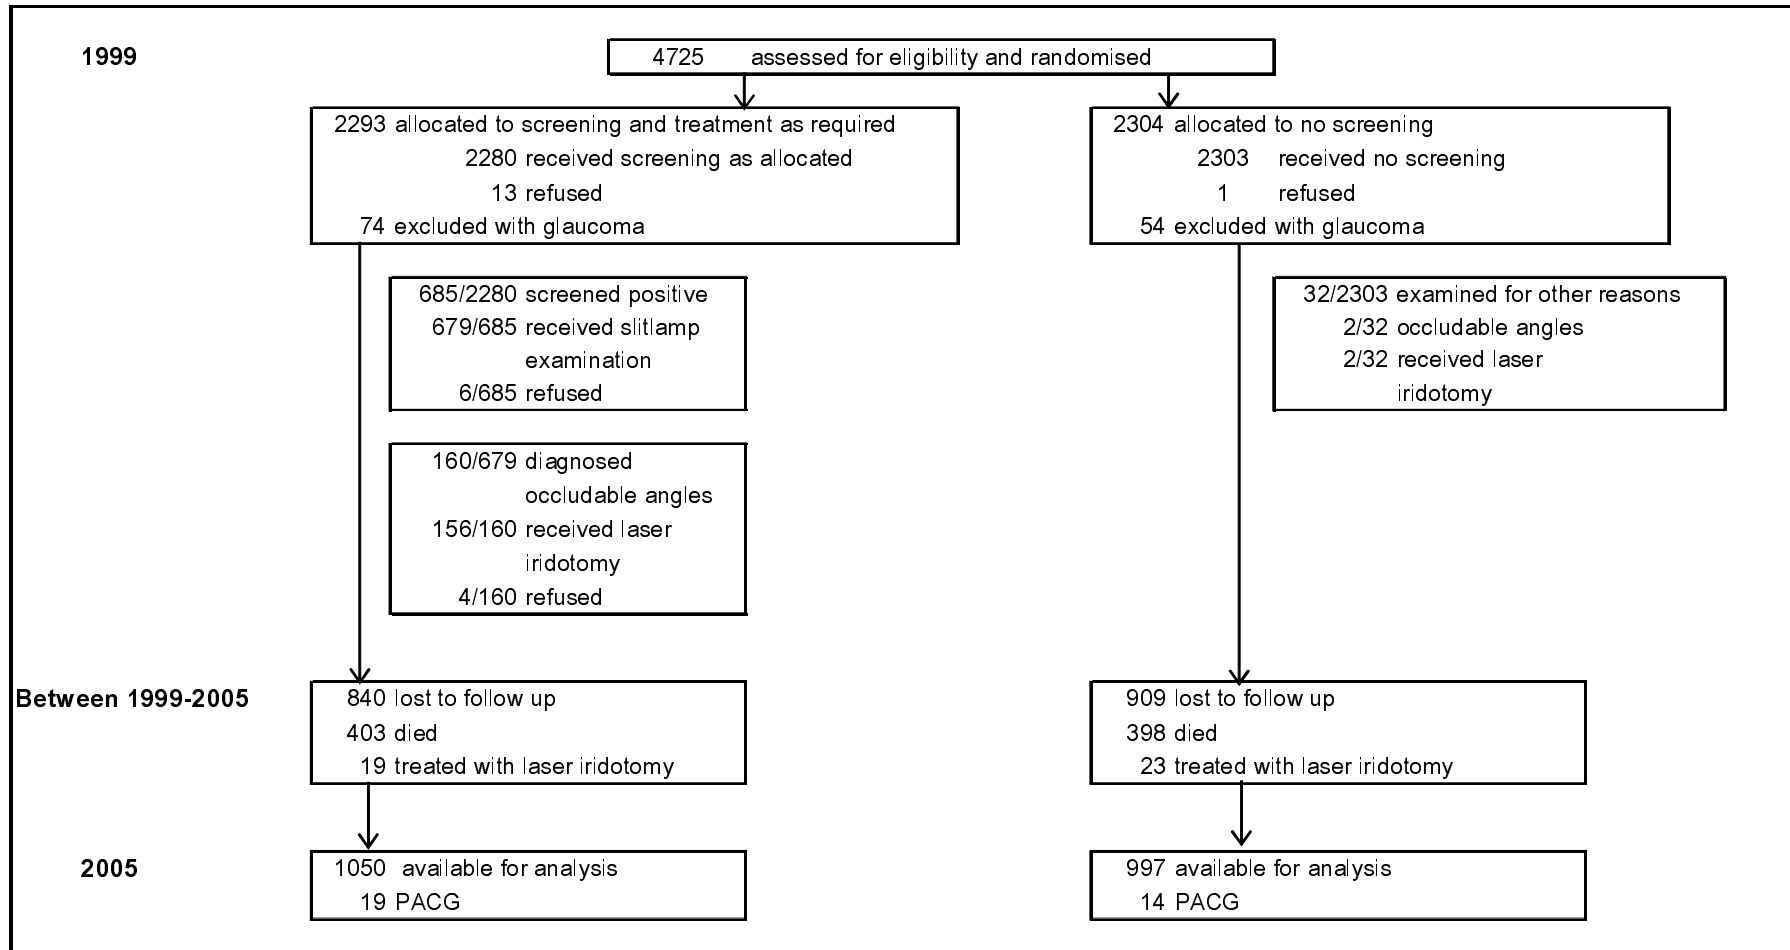 1999
4725 assessed for eligibility and randomised
2293 allocated to screening and treatment as required
2280 received screening as allocated
13 refused
74 excluded with glaucoma
2304 allocated to no screening
2303 received no screening
1 refused
54 excluded with glaucoma
685/2280 screened positive
679/685 received slitlamp
examination
6/685 refused
32/2303 examined for other reasons
2/32 occludable angles
2/32 received laser
iridotomy
160/679 diagnosed
occludable angles
156/160 received laser
iridotomy
4/160 refused
Between 1999-2005
840 lost to follow up
403 died
19 treated with laser iridotomy
909 lost to follow up
398 died
23 treated with laser iridotomy
2005
1050 available for analysis
19 PACG
997 available for analysis
14 PACG